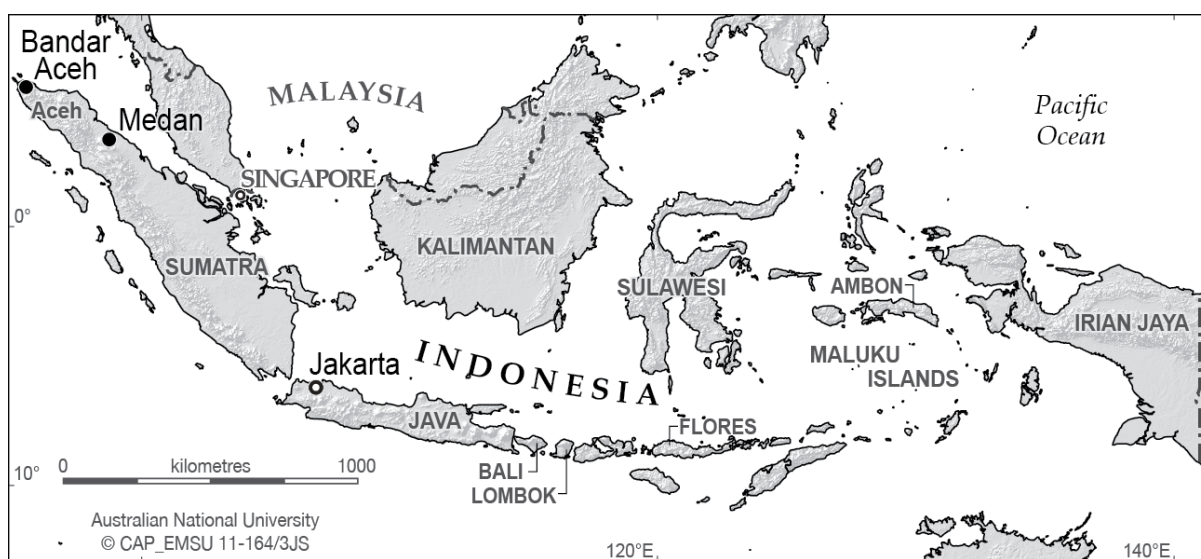 Bandar
Aceh
Aceh
Medan
MALAYSIA
SINGAPORE
Pacific
Ocean
0°
SUMATRA
KALIMANTAN
SULAWESI
AMBON
IRIAN JAYA
MALUKU
ISLANDS
Jakarta
INDONESIA
JAVA
FLORES
BALI
LOMBOK
10°
0 kilometres 1000
Australian National University
© CAP_EMSU 11-164/3JS
120°E
140°E